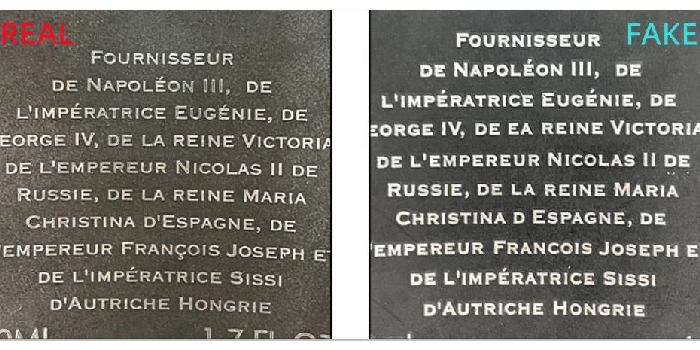 REAL
FOURNISSEUR
DE NAPOLÉON III, DE
L'IMPÉRATRICE EUGÉNIE, DE
EORGE IV, DE LA REINE VICTORIA
DE L'EMPEREUR NICOLAS II DE
RUSSIE, DE LA REINE MARIA
CHRISTINA D'ESPAGNE, DE
'EMPEREUR FRANÇOIS JOSEPH ET
DE L'IMPÉRATRICE SISSI
D'AUTRICHE HONGRIE
FAKE
FOURNISSEUR
DE NAPOLÉON III, DE
L'IMPÉRATRICE EUGÉNIE, DE
EORGE IV, DE EA REINE VICTORIA
DE L'EMPEREUR NICOLAS II DE
RUSSIE, DE LA REINE MARIA
CHRISTINA D ESPAGNE, DE
'EMPEREUR FRANCOIS JOSEPH E
DE L'IMPÉRATRICE SISSI
D'AUTRICHE HONGRIE